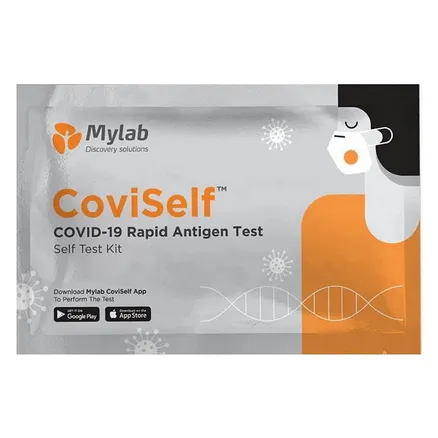 Mylab
Discovery solutions
CoviSelf™
COVID-19 Rapid Antigen Test
Self Test Kit
Download Mylab CoviSelf App
To Perform The Test
GET IT ON
Google Play
Download on the
App Store